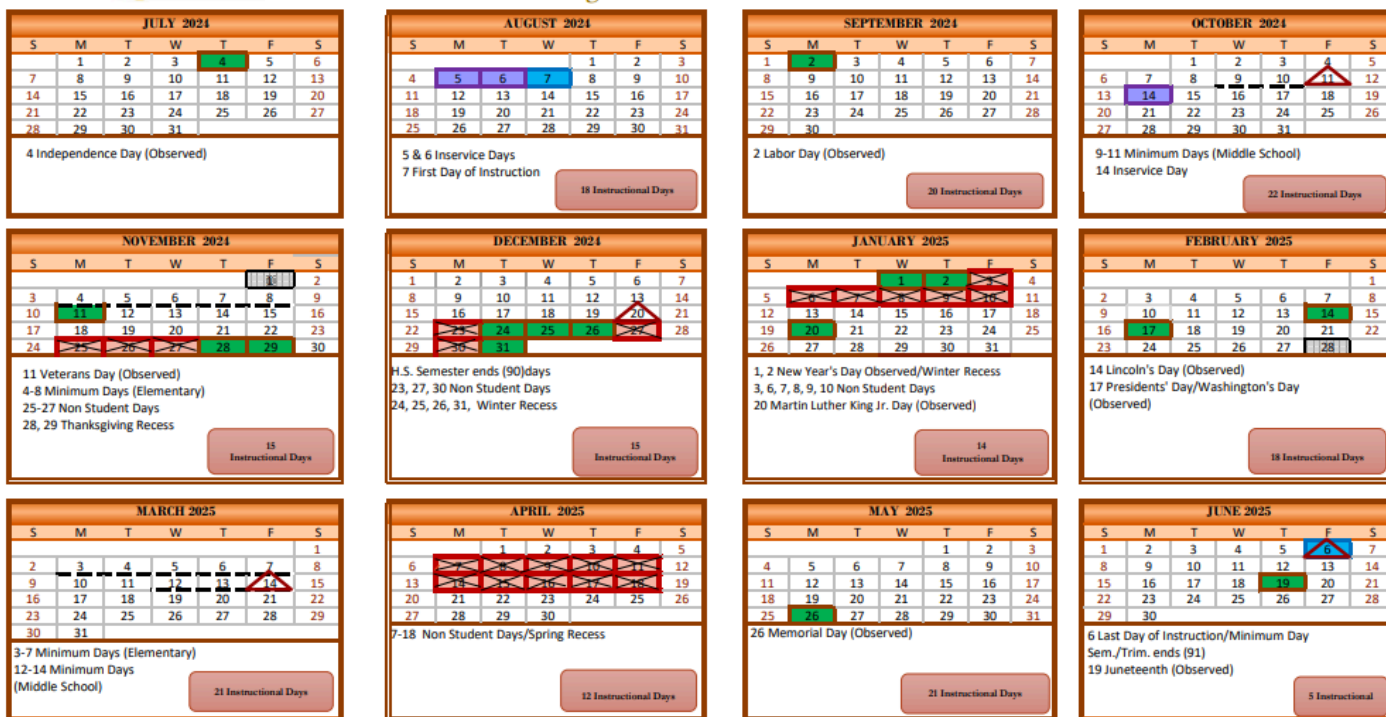 JULY 2024
S M T W T F S
1 2 3 4 5 6
7 8 9 10 11 12 13
14 15 16 17 18 19 20
21 22 23 24 25 26 27
28 29 30 31
4 Independence Day (Observed)
AUGUST 2024
S M T W T F S
1 2 3
4 5 6 7 8 9 10
11 12 13 14 15 16 17
18 19 20 21 22 23 24
25 26 27 28 29 30 31
5 & 6 Inservice Days
7 First Day of Instruction
18 Instructional Days
SEPTEMBER 2024
S M T W T F S
1 2 3 4 5 6 7
8 9 10 11 12 13 14
15 16 17 18 19 20 21
22 23 24 25 26 27 28
29 30
2 Labor Day (Observed)
20 Instructional Days
OCTOBER 2024
S M T W T F S
1 2 3 4 5
6 7 8 9 10 11 12
13 14 15 16 17 18 19
20 21 22 23 24 25 26
27 28 29 30 31
9-11 Minimum Days (Middle School)
14 Inservice Day
22 Instructional Days
NOVEMBER 2024
S M T W T F S
1 2
3 4 5 6 7 8 9
10 11 12 13 14 15 16
17 18 19 20 21 22 23
24 25 26 27 28 29 30
11 Veterans Day (Observed)
4-8 Minimum Days (Elementary)
25-27 Non Student Days
28, 29 Thanksgiving Recess
15
Instructional Days
DECEMBER 2024
S M T W T F S
1 2 3 4 5 6 7
8 9 10 11 12 13 14
15 16 17 18 19 20 21
22 23 24 25 26 27 28
29 30 31
H.S. Semester ends (90)days
23, 27, 30 Non Student Days
24, 25, 26, 31, Winter Recess
15
Instructional Days
JANUARY 2025
S M T W T F S
1 2 3 4
5 6 7 8 9 10 11
12 13 14 15 16 17 18
19 20 21 22 23 24 25
26 27 28 29 30 31
1, 2 New Year's Day Observed/Winter Recess
3, 6, 7, 8, 9, 10 Non Student Days
20 Martin Luther King Jr. Day (Observed)
14
Instructional Days
FEBRUARY 2025
S M T W T F S
1
2 3 4 5 6 7 8
9 10 11 12 13 14 15
16 17 18 19 20 21 22
23 24 25 26 27 28
14 Lincoln's Day (Observed)
17 Presidents' Day/Washington's Day
(Observed)
18 Instructional Days
MARCH 2025
S M T W T F S
1
2 3 4 5 6 7 8
9 10 11 12 13 14 15
16 17 18 19 20 21 22
23 24 25 26 27 28 29
30 31
3-7 Minimum Days (Elementary)
12-14 Minimum Days
(Middle School)
21 Instructional Days
APRIL 2025
S M T W T F S
1 2 3 4 5
6 7 8 9 10 11 12
13 14 15 16 17 18 19
20 21 22 23 24 25 26
27 28 29 30
7-18 Non Student Days/Spring Recess
12 Instructional Days
MAY 2025
S M T W T F S
1 2 3
4 5 6 7 8 9 10
11 12 13 14 15 16 17
18 19 20 21 22 23 24
25 26 27 28 29 30 31
26 Memorial Day (Observed)
21 Instructional Days
JUNE 2025
S M T W T F S
1 2 3 4 5 6 7
8 9 10 11 12 13 14
15 16 17 18 19 20 21
22 23 24 25 26 27 28
29 30
6 Last Day of Instruction/Minimum Day
Sem./Trim. ends (91)
19 Juneteenth (Observed)
5 Instructional